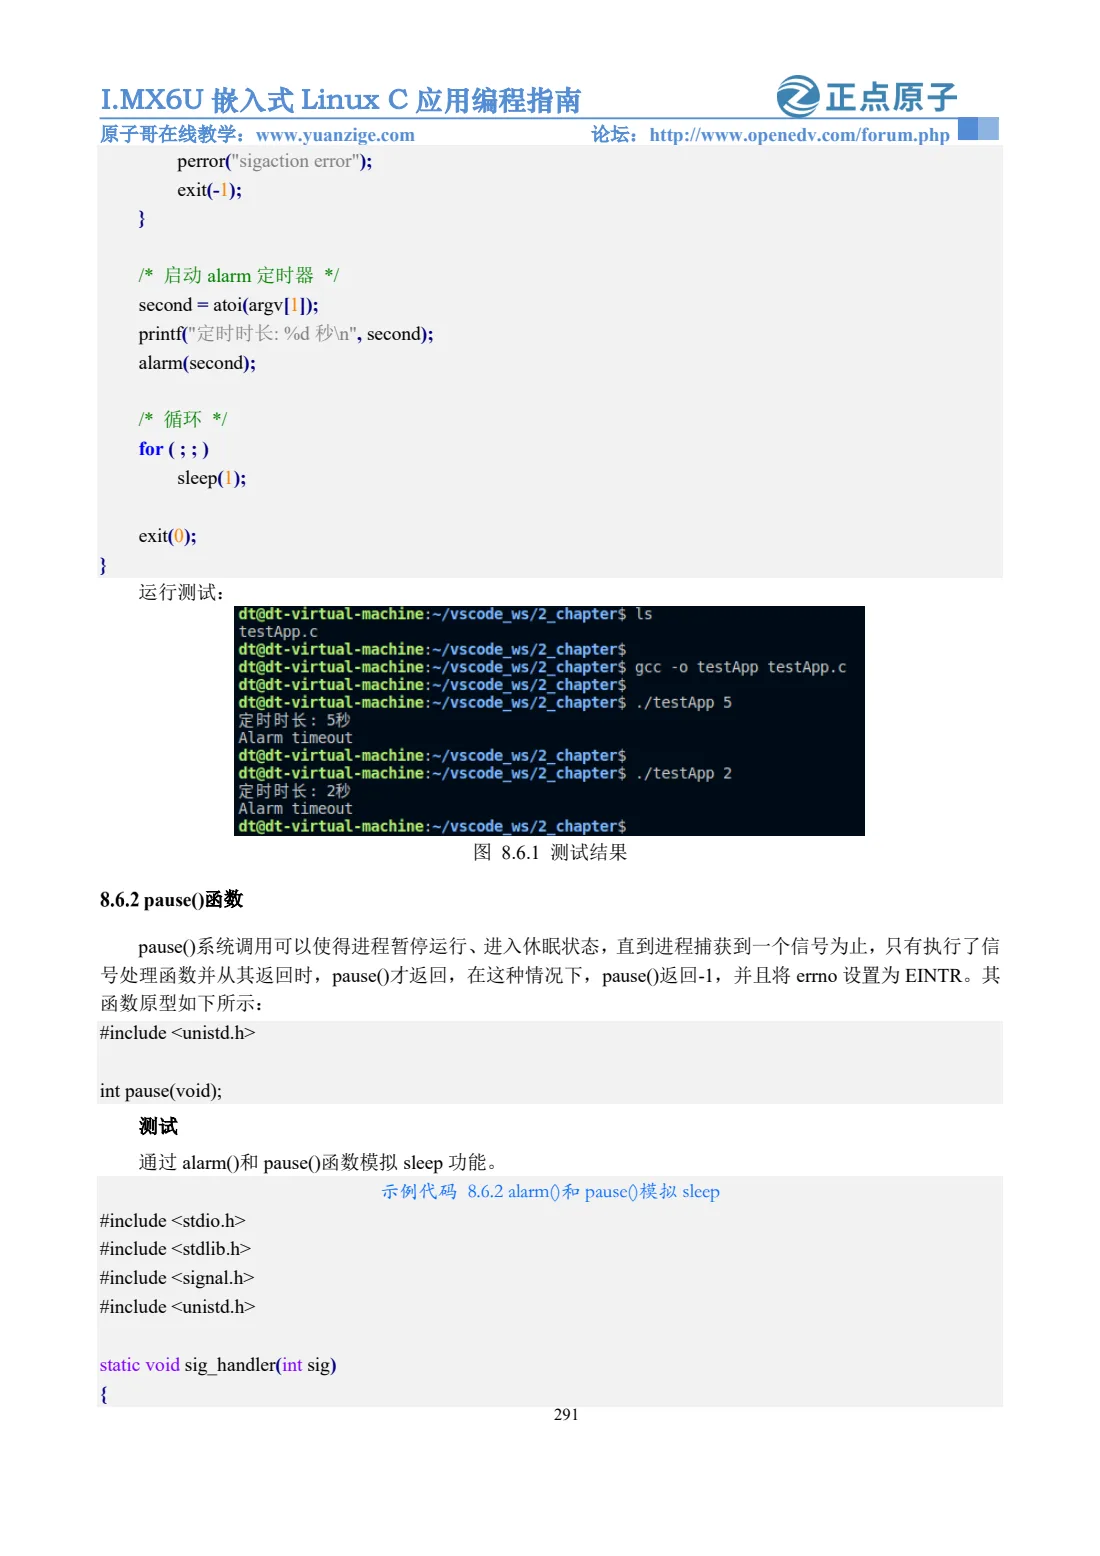 I.MX6U 嵌入式 Linux C 应用编程指南
正点原子
原子哥在线教学：www.yuanzige.com 论坛：http://www.openedv.com/forum.php
perror("sigaction error");
exit(-1);
}
/* 启动 alarm 定时器 */
second = atoi(argv[1]);
printf("定时时长: %d 秒\n", second);
alarm(second);
/* 循环 */
for ( ; ; )
sleep(1);
exit(0);
}
运行测试：
dt@dt-virtual-machine:~/vscode_ws/2_chapter$ ls
testApp.c
dt@dt-virtual-machine:~/vscode_ws/2_chapter$
dt@dt-virtual-machine:~/vscode_ws/2_chapter$ gcc -o testApp testApp.c
dt@dt-virtual-machine:~/vscode_ws/2_chapter$
dt@dt-virtual-machine:~/vscode_ws/2_chapter$ ./testApp 5
定时时长: 5秒
Alarm timeout
dt@dt-virtual-machine:~/vscode_ws/2_chapter$
dt@dt-virtual-machine:~/vscode_ws/2_chapter$ ./testApp 2
定时时长: 2秒
Alarm timeout
dt@dt-virtual-machine:~/vscode_ws/2_chapter$
图 8.6.1 测试结果
8.6.2 pause()函数
pause()系统调用可以使得进程暂停运行、进入休眠状态，直到进程捕获到一个信号为止，只有执行了信
号处理函数并从其返回时，pause()才返回，在这种情况下，pause()返回-1，并且将 errno 设置为 EINTR。其
函数原型如下所示：
#include <unistd.h>
int pause(void);
测试
通过 alarm()和 pause()函数模拟 sleep 功能。
示例代码 8.6.2 alarm()和 pause()模拟 sleep
#include <stdio.h>
#include <stdlib.h>
#include <signal.h>
#include <unistd.h>
static void sig_handler(int sig)
{
291